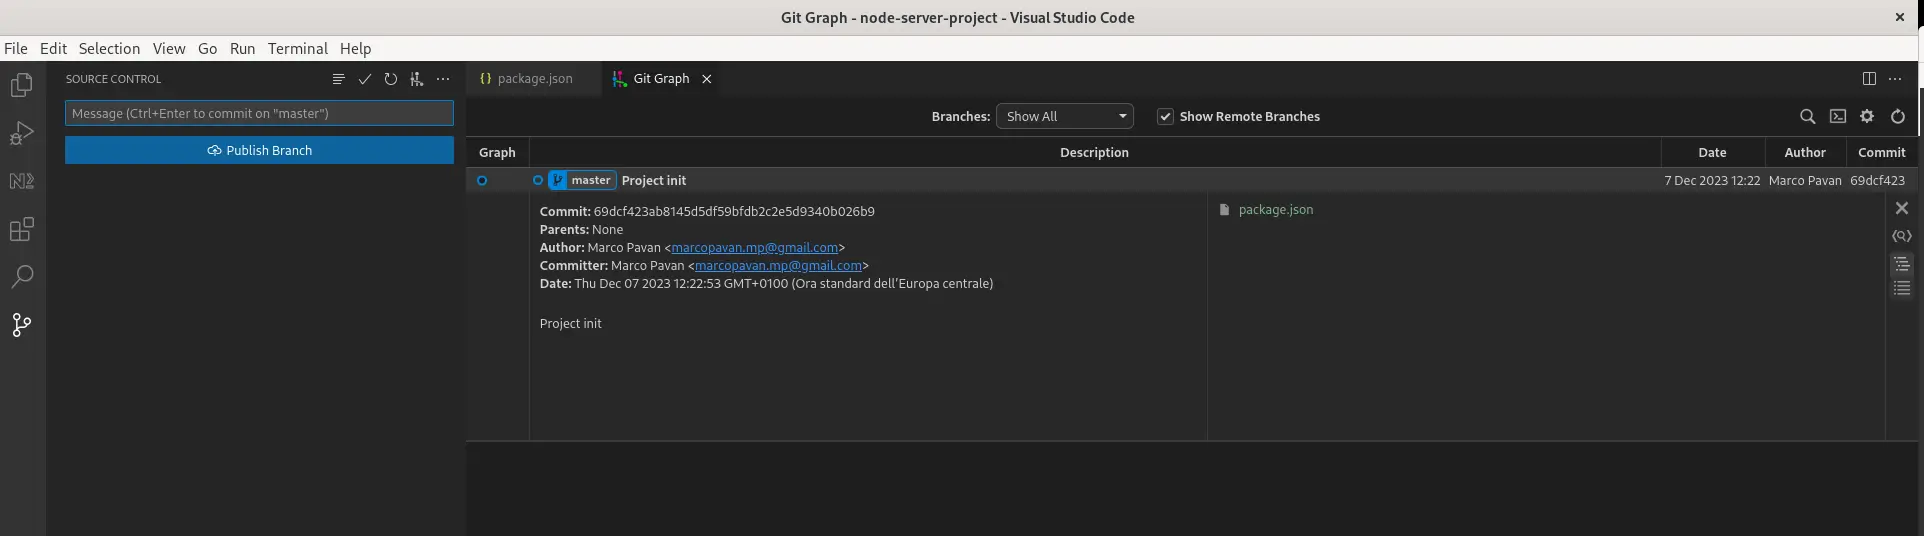 Git Graph - node-server-project - Visual Studio Code
File Edit Selection View Go Run Terminal Help
SOURCE CONTROL
Message (Ctrl+Enter to commit on "master")
Publish Branch
package.json
Git Graph
Branches: Show All
Show Remote Branches
Graph Description Date Author Commit
master Project init 7 Dec 2023 12:22 Marco Pavan 69dcf423
Commit: 69dcf423ab8145d5df59bfdb2c2e5d9340b026b9
Parents: None
Author: Marco Pavan <marcopavan.mp@gmail.com>
Committer: Marco Pavan <marcopavan.mp@gmail.com>
Date: Thu Dec 07 2023 12:22:53 GMT+0100 (Ora standard dell'Europa centrale)
Project init
package.json